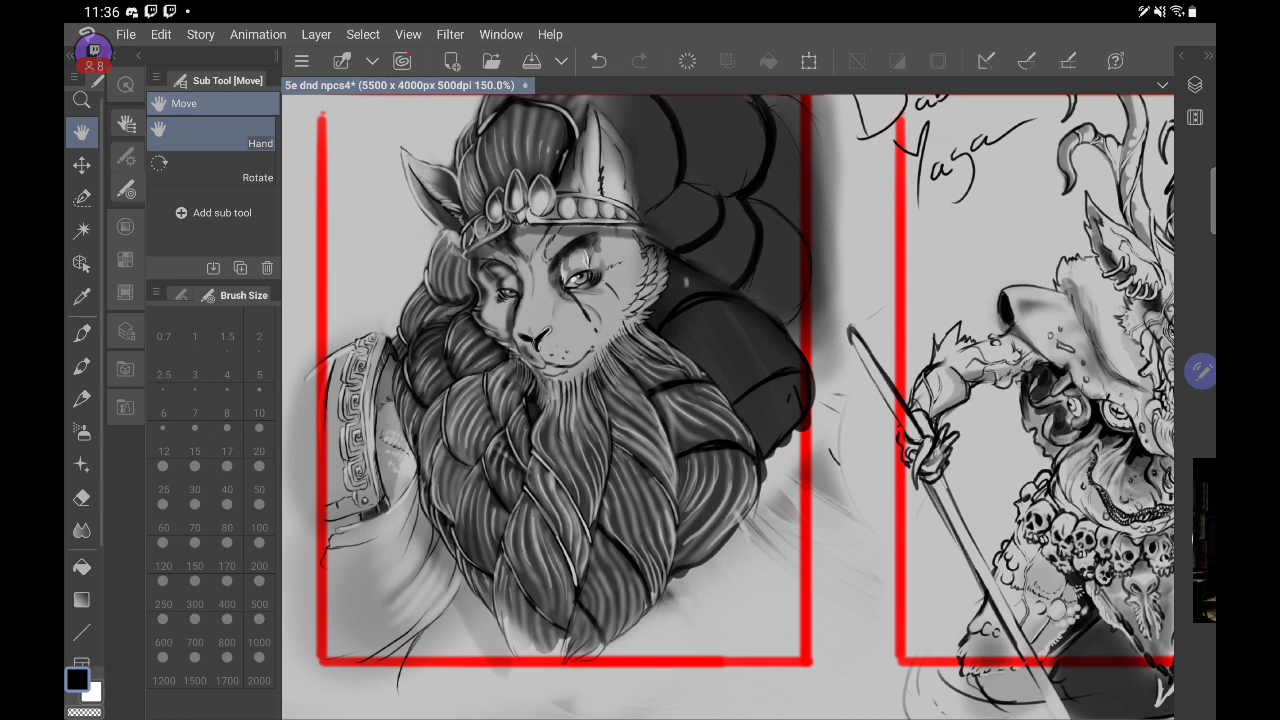 11:36
File Edit Story Animation Layer Select View Filter Window Help
8
Sub Tool [Move]
5e dnd npcs4* (5500 x 4000px 500dpi 150.0%)
Move
Hand
Rotate
Add sub tool
Brush Size
0.7 1 1.5 2
2.5 3 4 5
6 7 8 10
12 15 17 20
25 30 40 50
60 70 80 100
120 150 170 200
250 300 400 500
600 700 800 1000
1200 1500 1700 2000
Yaga